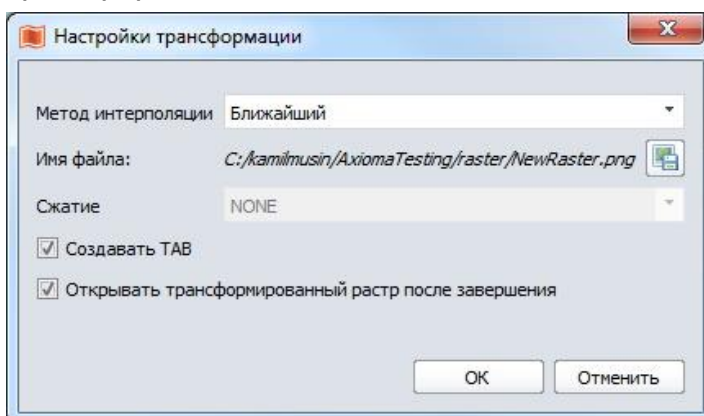 Настройки трансформации
Метод интерполяции Ближайший
Имя файла: C:/kamilmusin/AxiomaTesting/raster/NewRaster.png
Сжатие NONE
Создавать TAB
Открывать трансформированный растр после завершения
ОК Отменить